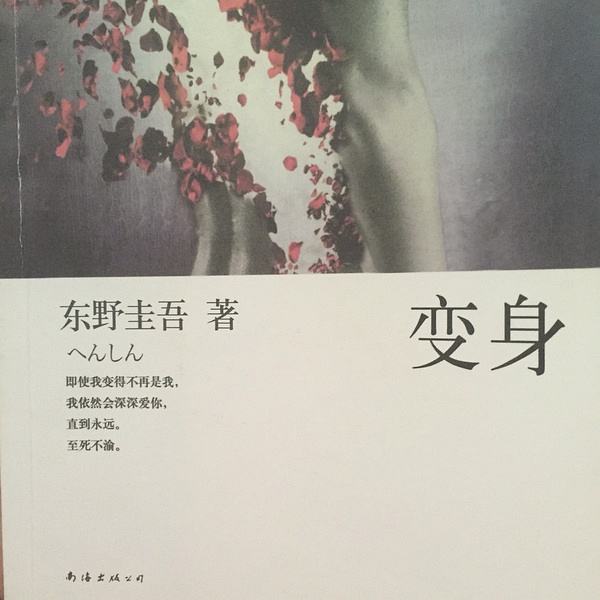 东野圭吾 著
变身
へんしん
即使我变得不再是我，
我依然会深深爱你，
直到永远。
至死不渝。
南海出版公司